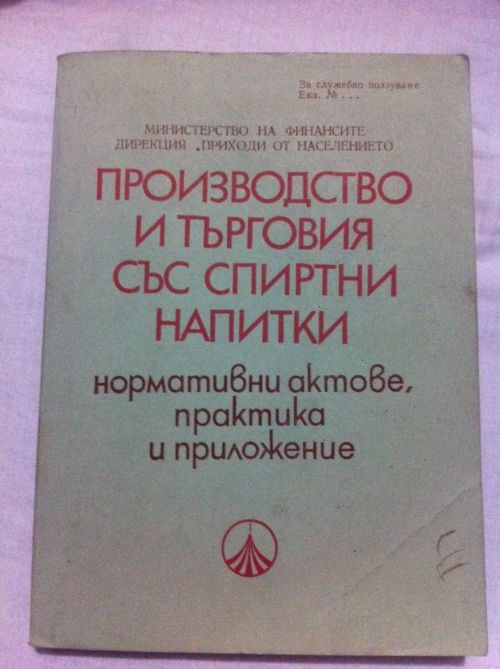 За служебно ползуване
Екз. № ...
МИНИСТЕРСТВО НА ФИНАНСИТЕ
ДИРЕКЦИЯ „ПРИХОДИ ОТ НАСЕЛЕНИЕТО
ПРОИЗВОДСТВО
И ТЪРГОВИЯ
СЪС СПИРТНИ
НАПИТКИ
нормативни актове,
практика
и приложение